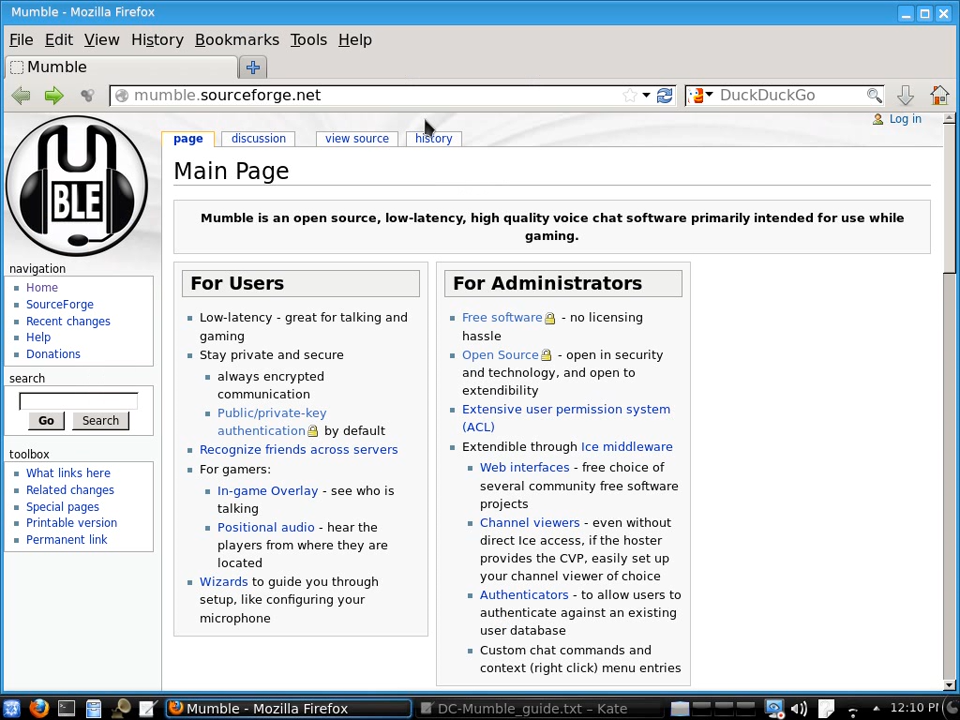 Mumble - Mozilla Firefox
File Edit View History Bookmarks Tools Help
Mumble
mumble.sourceforge.net
DuckDuckGo
Log in
page discussion view source history
BLE
Main Page
Mumble is an open source, low-latency, high quality voice chat software primarily intended for use while
gaming.
navigation
Home
SourceForge
Recent changes
Help
Donations
search
Go Search
toolbox
What links here
Related changes
Special pages
Printable version
Permanent link
For Users
Low-latency - great for talking and
gaming
Stay private and secure
always encrypted
communication
Public/private-key
authentication by default
Recognize friends across servers
For gamers:
In-game Overlay - see who is
talking
Positional audio - hear the
players from where they are
located
Wizards to guide you through
setup, like configuring your
microphone
For Administrators
Free software - no licensing
hassle
Open Source - open in security
and technology, and open to
extendibility
Extensive user permission system
(ACL)
Extendible through Ice middleware
Web interfaces - free choice of
several community free software
projects
Channel viewers - even without
direct Ice access, if the hoster
provides the CVP, easily set up
your channel viewer of choice
Authenticators - to allow users to
authenticate against an existing
user database
Custom chat commands and
context (right click) menu entries
Mumble - Mozilla Firefox
DC-Mumble_guide.txt - Kate
12:10 PM